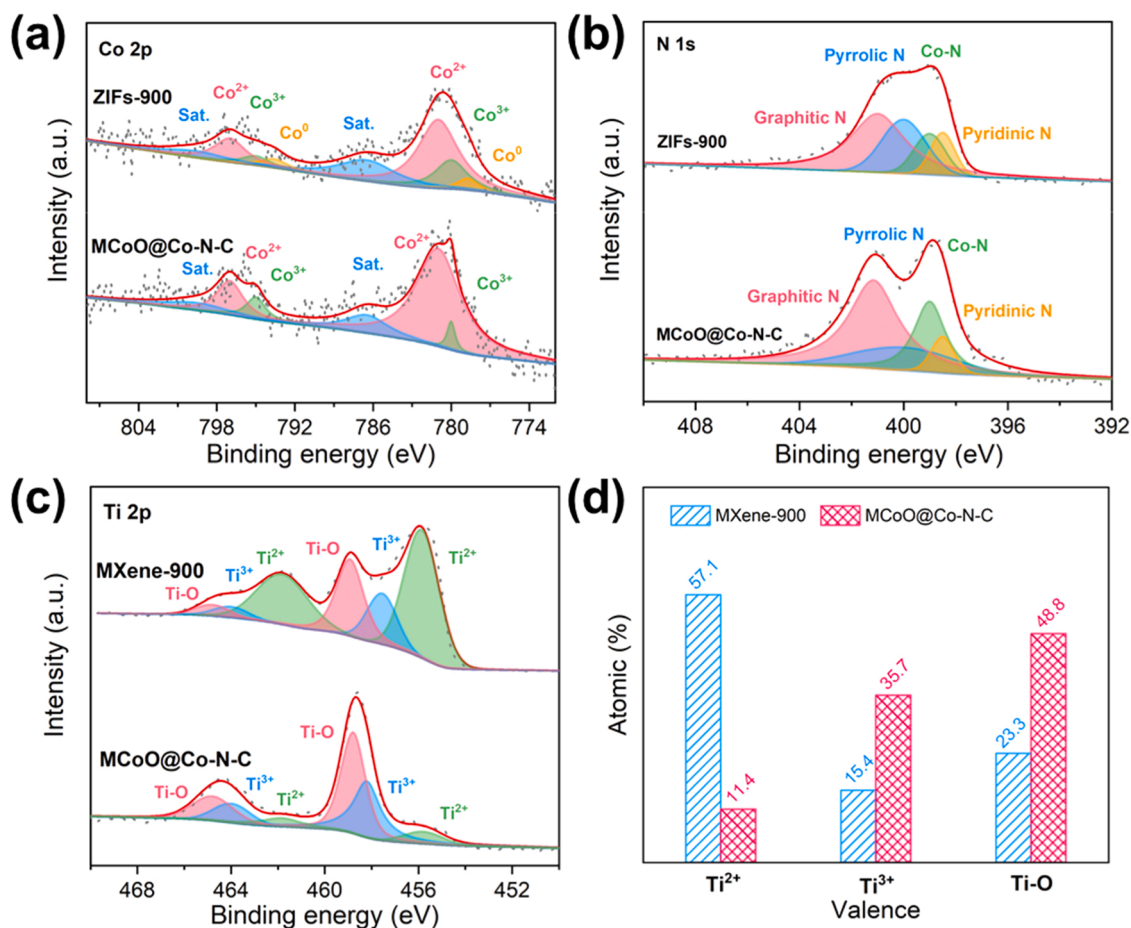 (a)
Co 2p
ZIFs-900
Sat.
Co²⁺
Co³⁺
Co⁰
Sat.
Co²⁺
Co³⁺
Co⁰
MCoO@Co-N-C
Sat.
Co²⁺
Co³⁺
Sat.
Co²⁺
Co³⁺
Intensity (a.u.)
804 798 792 786 780 774
Binding energy (eV)
(b)
N 1s
Pyrrolic N
Co-N
Graphitic N
Pyridinic N
ZIFs-900
Pyrrolic N
Co-N
Graphitic N
Pyridinic N
MCoO@Co-N-C
Intensity (a.u.)
408 404 400 396 392
Binding energy (eV)
(c)
Ti 2p
MXene-900
Ti-O
Ti³⁺
Ti²⁺
Ti-O
Ti³⁺
Ti²⁺
MCoO@Co-N-C
Ti-O
Ti³⁺
Ti²⁺
Ti-O
Ti³⁺
Ti²⁺
Intensity (a.u.)
468 464 460 456 452
Binding energy (eV)
(d)
MXene-900 MCoO@Co-N-C
57.1
11.4
15.4
35.7
23.3
48.8
Atomic (%)
Ti²⁺ Ti³⁺ Ti-O
Valence